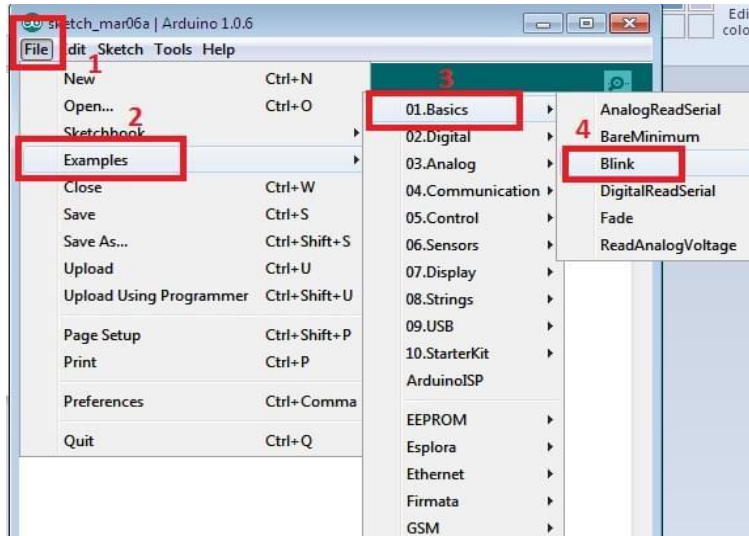 sketch_mar06a | Arduino 1.0.6
File Edit Sketch Tools Help
1
New Ctrl+N
Open... Ctrl+O
2
Sketchbook
Examples
Close Ctrl+W
Save Ctrl+S
Save As... Ctrl+Shift+S
Upload Ctrl+U
Upload Using Programmer Ctrl+Shift+U
Page Setup Ctrl+Shift+P
Print Ctrl+P
Preferences Ctrl+Comma
Quit Ctrl+Q
3
01.Basics
02.Digital
03.Analog
04.Communication
05.Control
06.Sensors
07.Display
08.Strings
09.USB
10.StarterKit
ArduinoISP
EEPROM
Esplora
Ethernet
Firmata
GSM
4
AnalogReadSerial
BareMinimum
Blink
DigitalReadSerial
Fade
ReadAnalogVoltage
Edi
colo